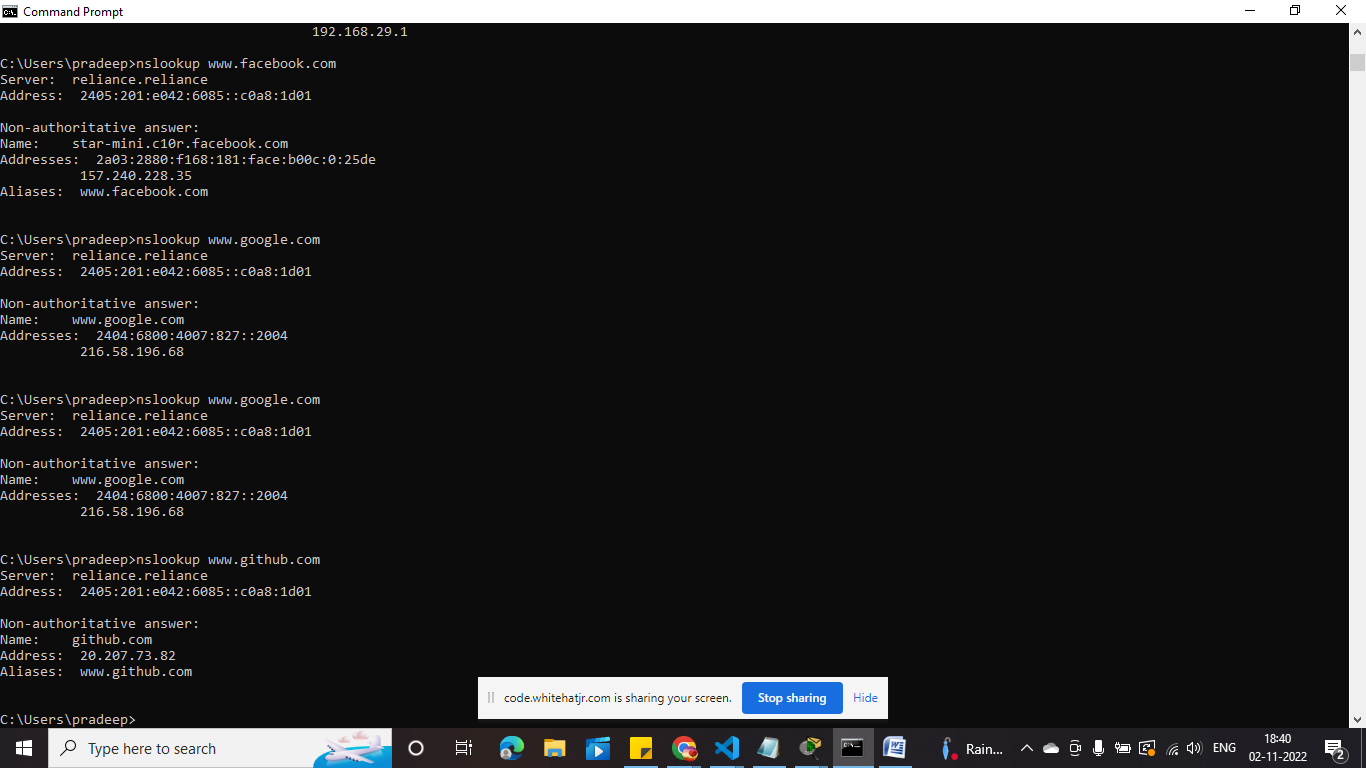 Command Prompt
192.168.29.1
C:\Users\pradeep>nslookup www.facebook.com
Server:  reliance.reliance
Address:  2405:201:e042:6085::c0a8:1d01
Non-authoritative answer:
Name:    star-mini.c10r.facebook.com
Addresses:  2a03:2880:f168:181:face:b00c:0:25de
157.240.228.35
Aliases:  www.facebook.com
C:\Users\pradeep>nslookup www.google.com
Server:  reliance.reliance
Address:  2405:201:e042:6085::c0a8:1d01
Non-authoritative answer:
Name:    www.google.com
Addresses:  2404:6800:4007:827::2004
216.58.196.68
C:\Users\pradeep>nslookup www.google.com
Server:  reliance.reliance
Address:  2405:201:e042:6085::c0a8:1d01
Non-authoritative answer:
Name:    www.google.com
Addresses:  2404:6800:4007:827::2004
216.58.196.68
C:\Users\pradeep>nslookup www.github.com
Server:  reliance.reliance
Address:  2405:201:e042:6085::c0a8:1d01
Non-authoritative answer:
Name:    github.com
Address:  20.207.73.82
Aliases:  www.github.com
code.whitehatjr.com is sharing your screen. Stop sharing Hide
C:\Users\pradeep>
Type here to search
Rain...
ENG
18:40
02-11-2022
2